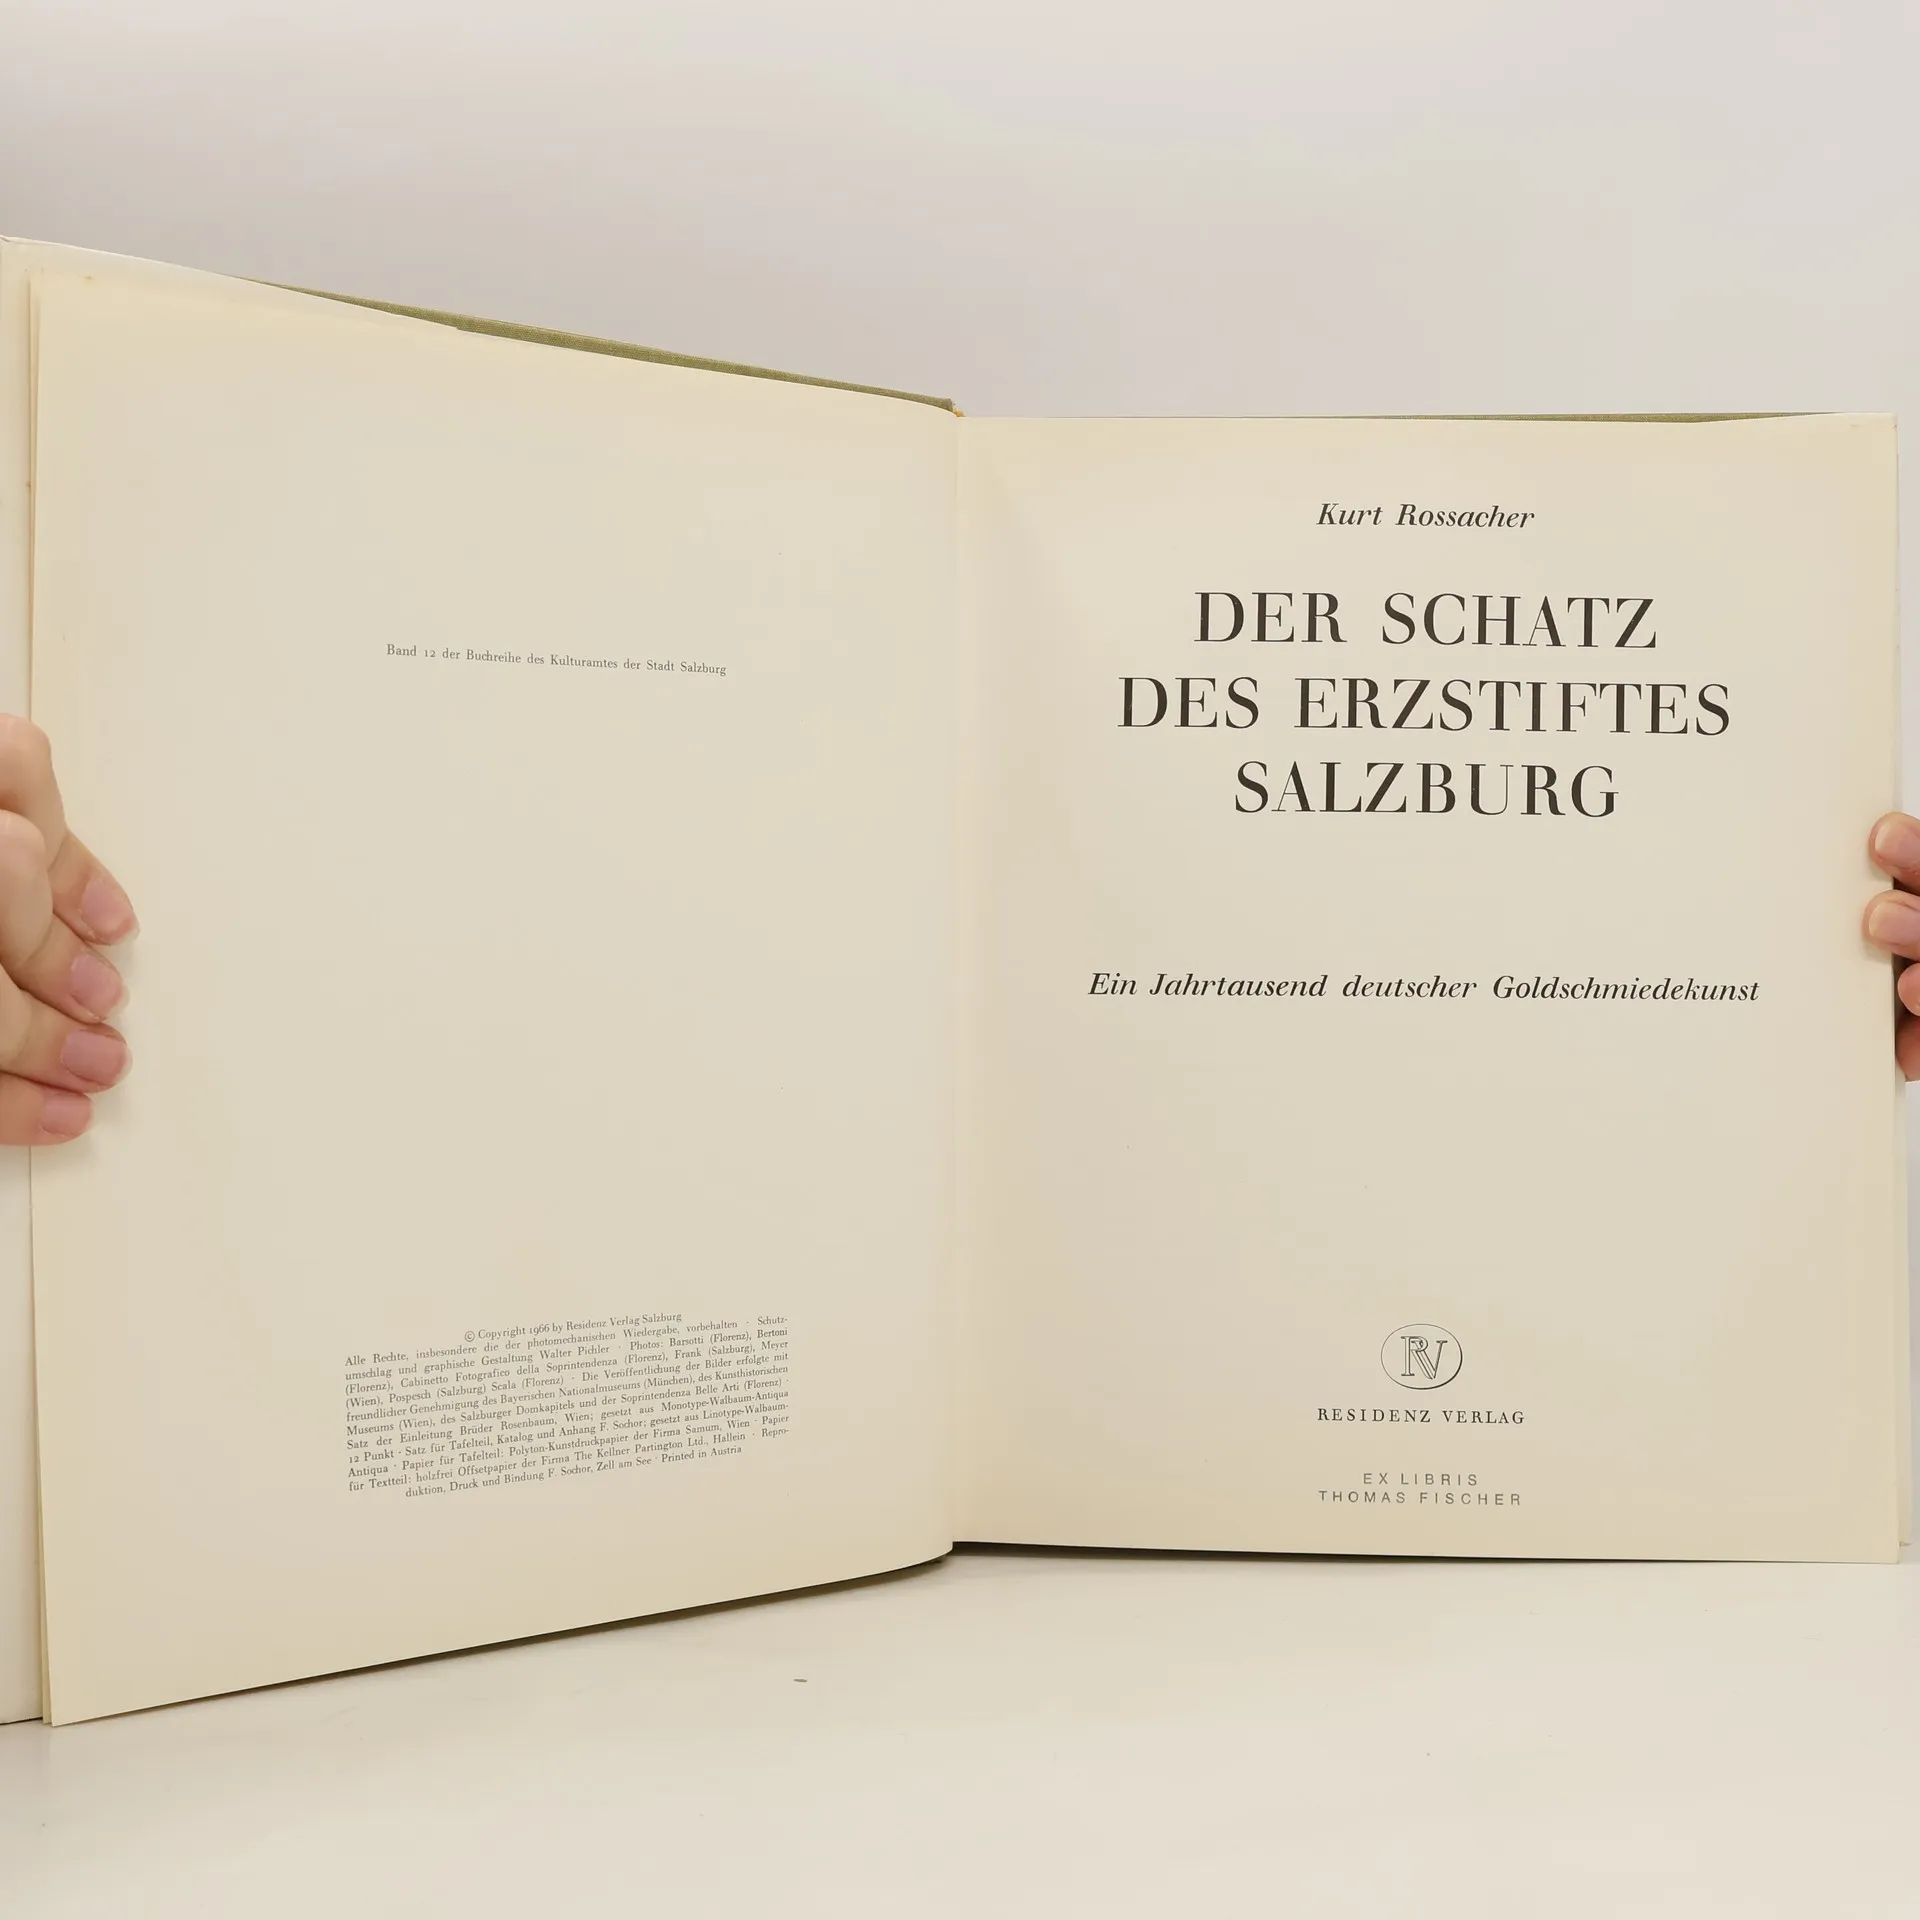 Band 12 der Buchreihe des Kulturamtes der Stadt Salzburg
© Copyright 1966 by Residenz Verlag Salzburg
Alle Rechte, insbesondere die der photomechanischen Wiedergabe, vorbehalten · Schutz-
umschlag und graphische Gestaltung Walter Pichler · Photos: Barsotti (Florenz), Bertoni
(Florenz), Cabinetto Fotografico della Soprintendenza (Florenz), Frank (Salzburg), Meyer
(Wien), Pospesch (Salzburg) Scala (Florenz) · Die Veröffentlichung der Bilder erfolgte mit
freundlicher Genehmigung des Bayerischen Nationalmuseums (München), des Kunsthistorischen
Museums (Wien), des Salzburger Domkapitels und der Soprintendenza Belle Arti (Florenz) ·
Satz der Einleitung Brüder Rosenbaum, Wien; gesetzt aus Monotype-Walbaum-Antiqua
12 Punkt · Satz für Tafelteil, Katalog und Anhang F. Sochor; gesetzt aus Linotype-Walbaum-
Antiqua · Papier für Tafelteil: Polyton-Kunstdruckpapier der Firma Samum, Wien · Papier
für Textteil: holzfrei Offsetpapier der Firma The Kellner Partington Ltd., Hallein · Repro-
duktion, Druck und Bindung F. Sochor, Zell am See · Printed in Austria
Kurt Rossacher
DER SCHATZ
DES ERZSTIFTES
SALZBURG
Ein Jahrtausend deutscher Goldschmiedekunst
RV
RESIDENZ VERLAG
EX LIBRIS
THOMAS FISCHER